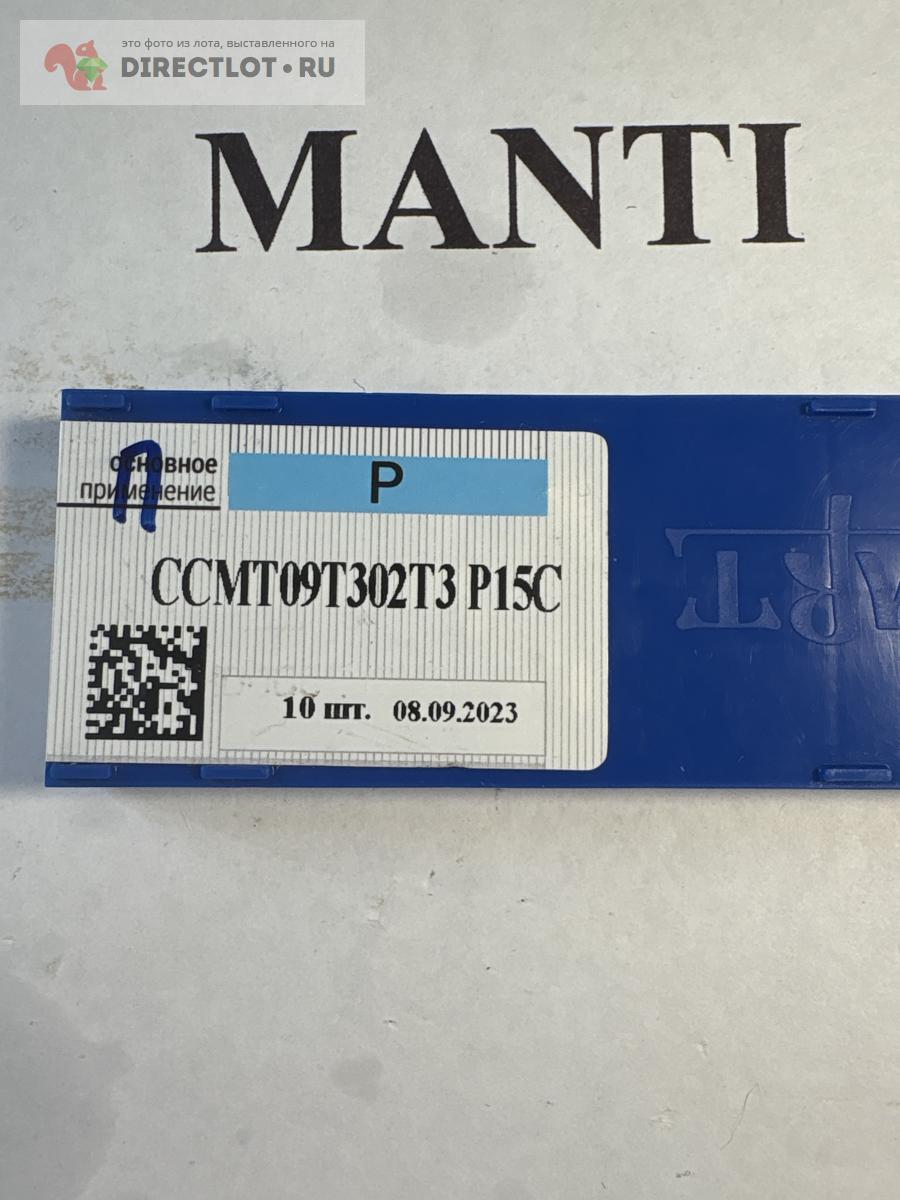 это фото из лота, выставленного на
DIRECTLOT.RU
MANTI
основное
применение
P
CCMT09T302T3 P15C
10 шт. 08.09.2023